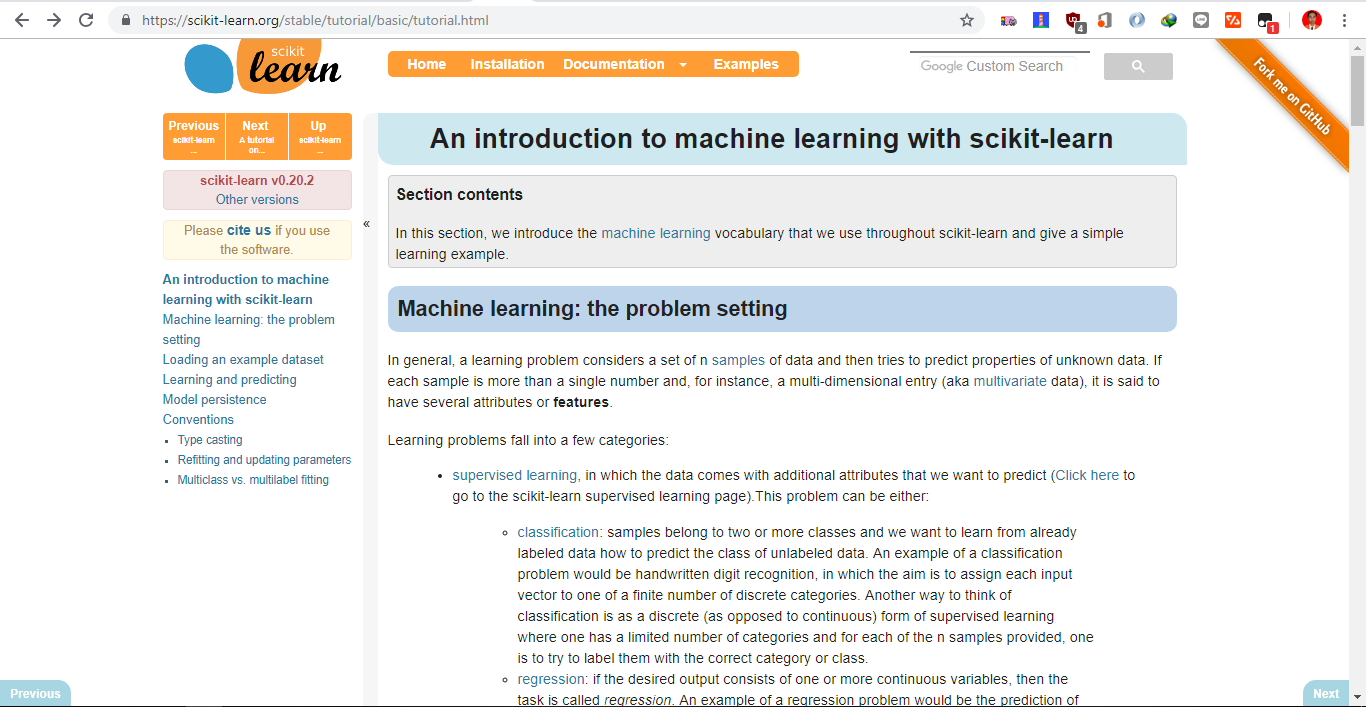 https://scikit-learn.org/stable/tutorial/basic/tutorial.html
4
1
scikit
learn
Home Installation Documentation Examples
Google Custom Search
Fork me on GitHub
Previous
scikit-learn
...
Next
A tutorial
on...
Up
scikit-learn
...
scikit-learn v0.20.2
Other versions
Please cite us if you use
the software.
An introduction to machine
learning with scikit-learn
Machine learning: the problem
setting
Loading an example dataset
Learning and predicting
Model persistence
Conventions
Type casting
Refitting and updating parameters
Multiclass vs. multilabel fitting
«
An introduction to machine learning with scikit-learn
Section contents
In this section, we introduce the machine learning vocabulary that we use throughout scikit-learn and give a simple
learning example.
Machine learning: the problem setting
In general, a learning problem considers a set of n samples of data and then tries to predict properties of unknown data. If
each sample is more than a single number and, for instance, a multi-dimensional entry (aka multivariate data), it is said to
have several attributes or features.
Learning problems fall into a few categories:
• supervised learning, in which the data comes with additional attributes that we want to predict (Click here to
go to the scikit-learn supervised learning page).This problem can be either:
◦ classification: samples belong to two or more classes and we want to learn from already
labeled data how to predict the class of unlabeled data. An example of a classification
problem would be handwritten digit recognition, in which the aim is to assign each input
vector to one of a finite number of discrete categories. Another way to think of
classification is as a discrete (as opposed to continuous) form of supervised learning
where one has a limited number of categories and for each of the n samples provided, one
is to try to label them with the correct category or class.
◦ regression: if the desired output consists of one or more continuous variables, then the
task is called regression. An example of a regression problem would be the prediction of
Previous
Next